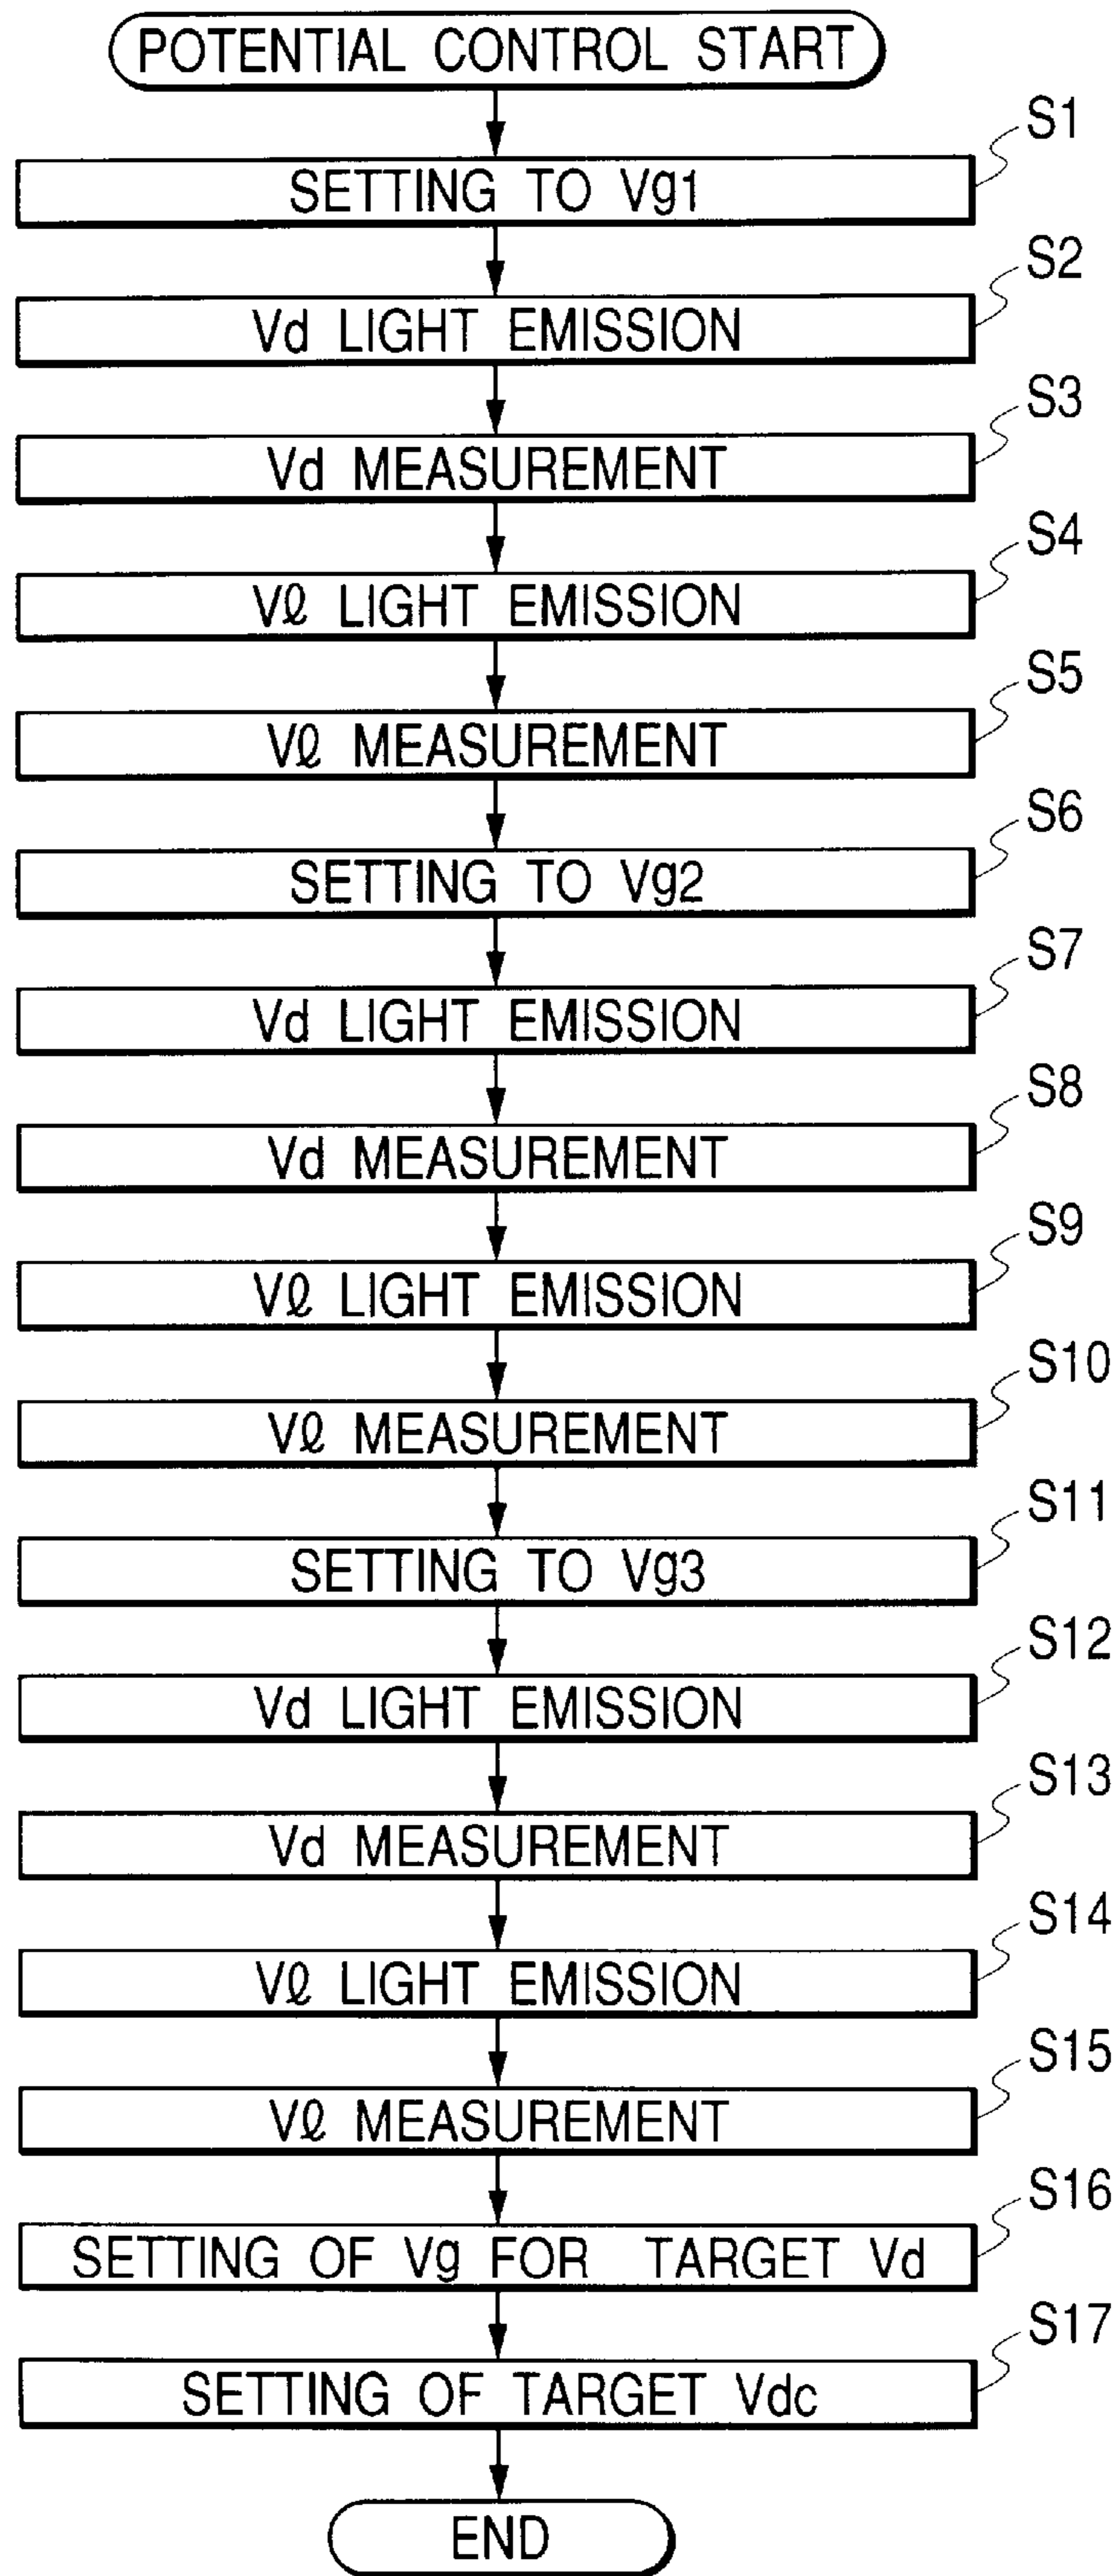 POTENTIAL CONTROL START
S1
SETTING TO Vg1
S2
Vd LIGHT EMISSION
S3
Vd MEASUREMENT
S4
Vℓ LIGHT EMISSION
S5
Vℓ MEASUREMENT
S6
SETTING TO Vg2
S7
Vd LIGHT EMISSION
S8
Vd MEASUREMENT
S9
Vℓ LIGHT EMISSION
S10
Vℓ MEASUREMENT
S11
SETTING TO Vg3
S12
Vd LIGHT EMISSION
S13
Vd MEASUREMENT
S14
Vℓ LIGHT EMISSION
S15
Vℓ MEASUREMENT
S16
SETTING OF Vg FOR TARGET Vd
S17
SETTING OF TARGET Vdc
END